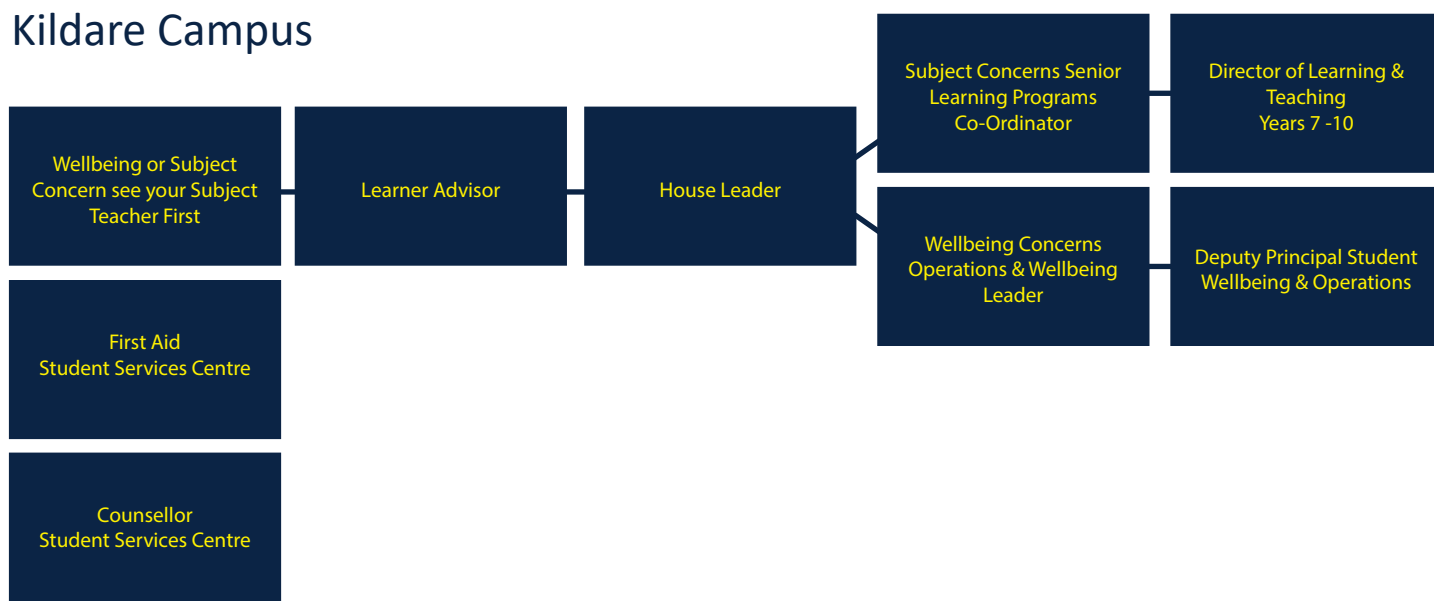 Kildare Campus
Wellbeing or Subject
Concern see your Subject
Teacher First
Learner Advisor
House Leader
Subject Concerns Senior
Learning Programs
Co-Ordinator
Director of Learning &
Teaching
Years 7 -10
Wellbeing Concerns
Operations & Wellbeing
Leader
Deputy Principal Student
Wellbeing & Operations
First Aid
Student Services Centre
Counsellor
Student Services Centre